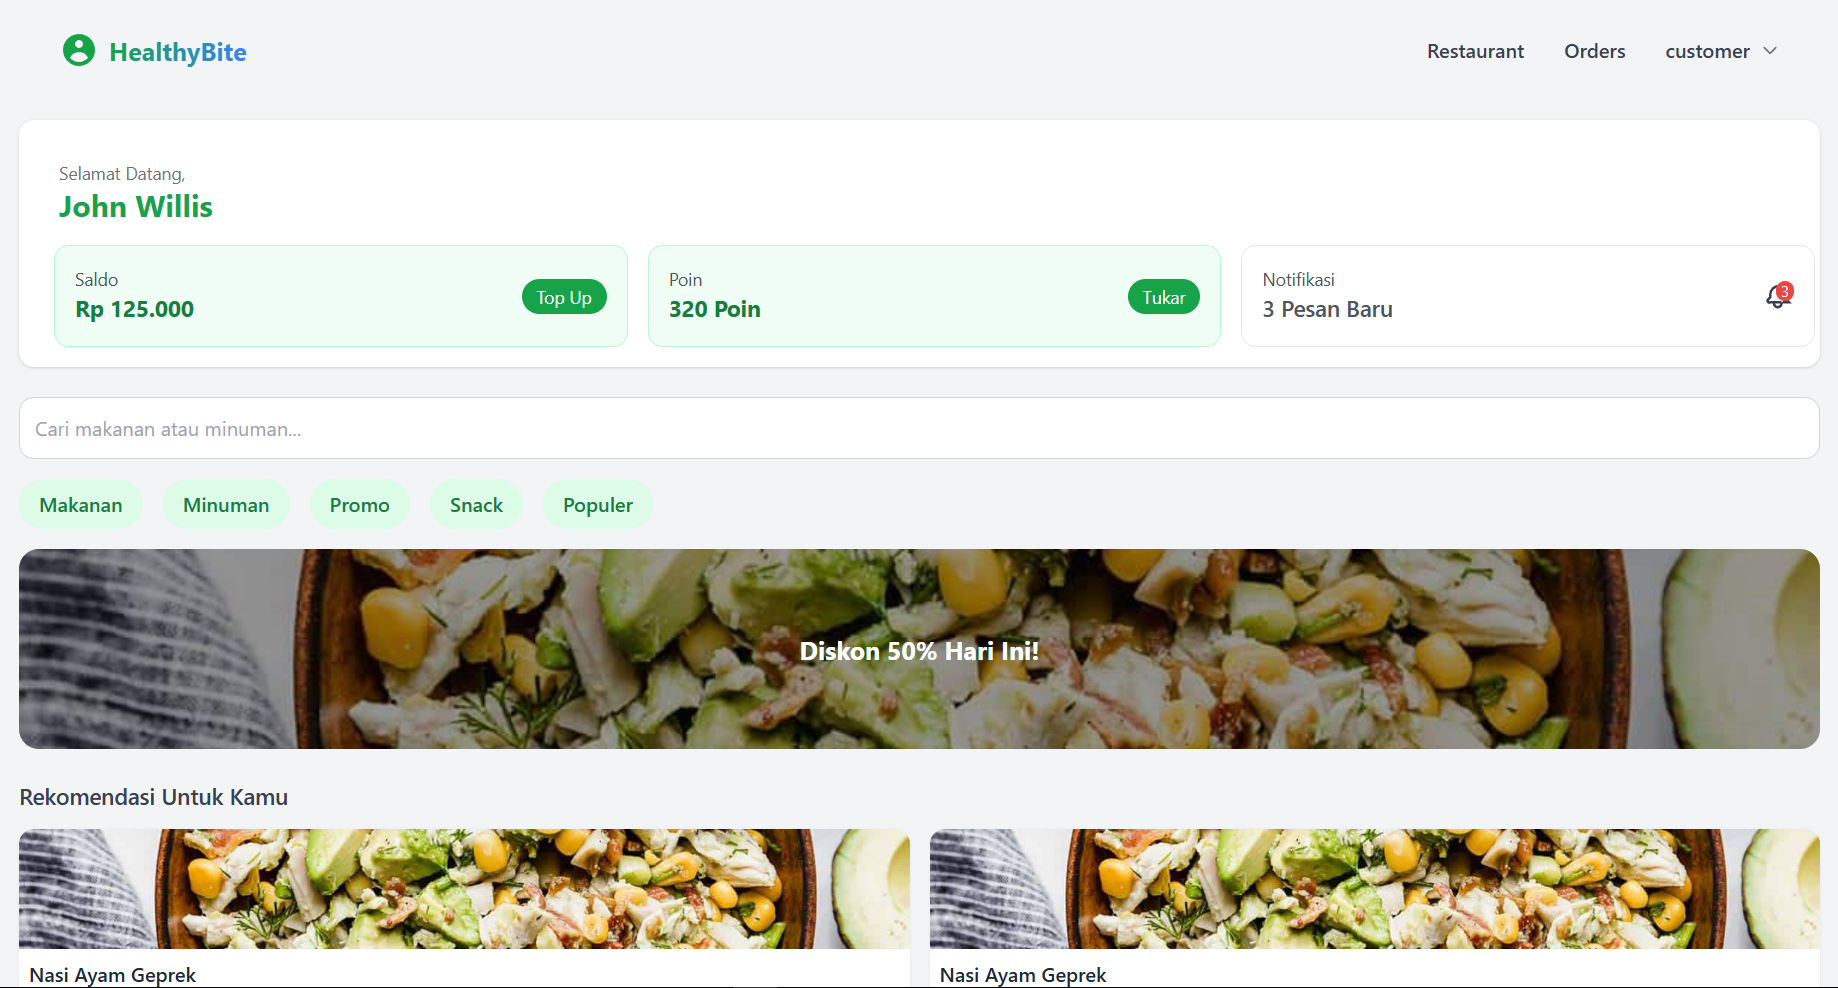 HealthyBite
Restaurant Orders customer
Selamat Datang,
John Willis
Saldo
Rp 125.000
Top Up
Poin
320 Poin
Tukar
Notifikasi
3 Pesan Baru
3
Cari makanan atau minuman...
Makanan Minuman Promo Snack Populer
Diskon 50% Hari Ini!
Rekomendasi Untuk Kamu
Nasi Ayam Geprek
Nasi Ayam Geprek